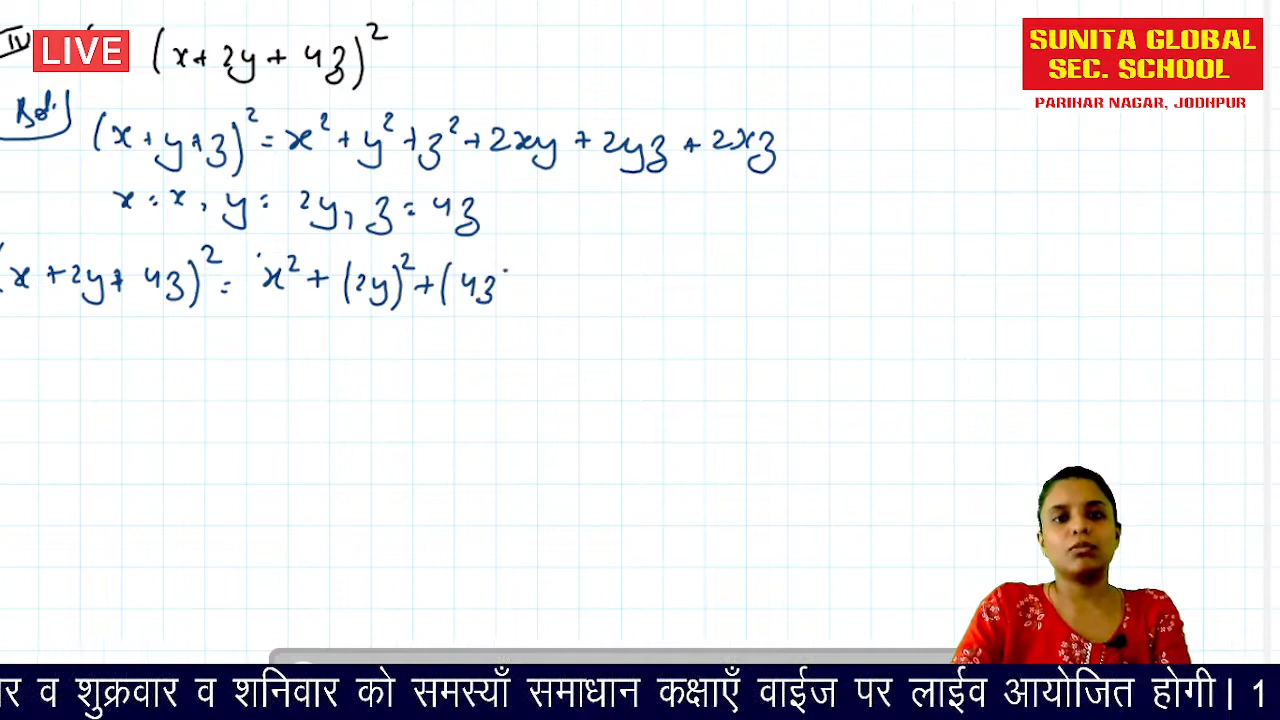 IV
LIVE
(x + 2y + 4z)²
SUNITA GLOBAL
SEC. SCHOOL
PARIHAR NAGAR, JODHPUR
Sol.
(x + y + z)² = x² + y² + z² + 2xy + 2yz + 2xz
x = x, y = 2y, z = 4z
(x + 2y + 4z)² = x² + (2y)² + (4z
व शुक्रवार व शनिवार को समस्याँ समाधान कक्षाएँ वाईज पर लाईव आयोजित होगी | 1